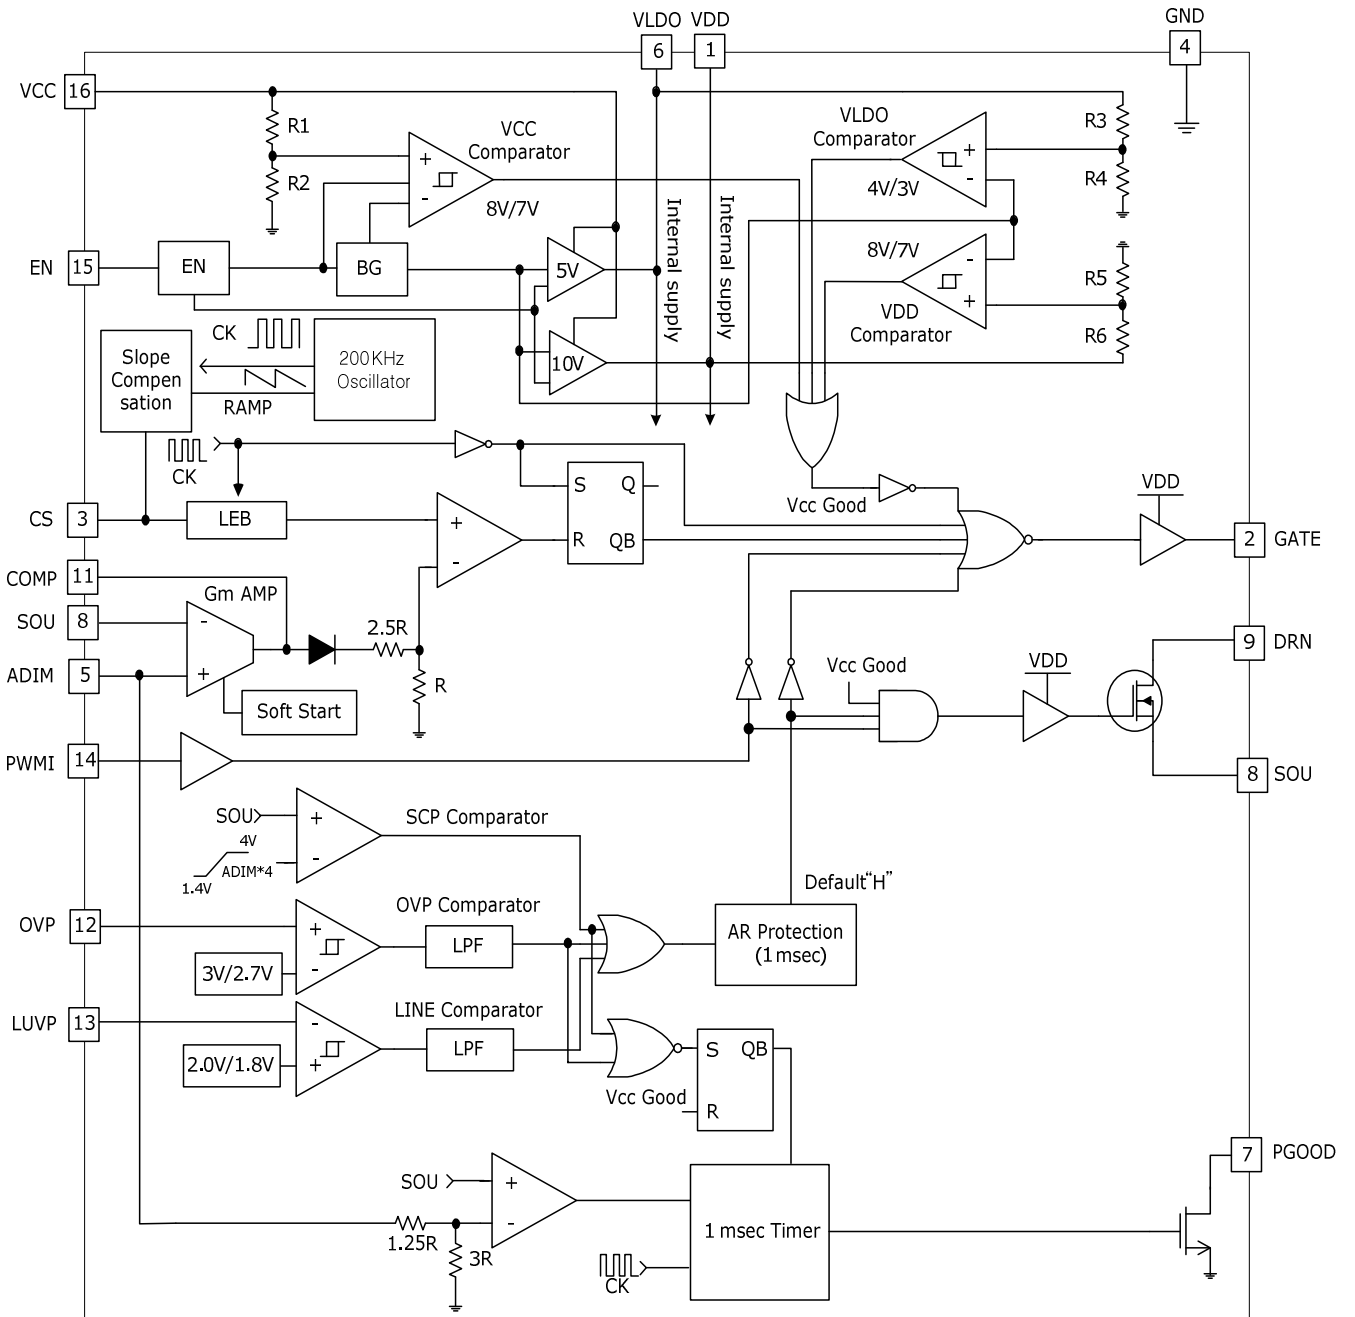 VLDO
VDD
GND
6
1
4
VCC
16
R1
R2
VCC
Comparator
+
-
8V/7V
VLDO
Comparator
4V/3V
+
-
R3
R4
Internal supply
Internal supply
EN
15
EN
BG
5V
10V
8V/7V
-
+
VDD
Comparator
R5
R6
CK
200KHz
Oscillator
Slope
Compen
sation
RAMP
CK
S
Q
R
QB
Vcc Good
VDD
CS
3
LEB
+
-
2
GATE
COMP
11
Gm AMP
SOU
8
-
+
2.5R
R
ADIM
5
Soft Start
Vcc Good
VDD
9
DRN
PWMI
14
8
SOU
SOU
+
-
SCP Comparator
4V
1.4V
ADIM*4
Default"H"
OVP
12
+
-
OVP Comparator
LPF
3V/2.7V
AR Protection
(1msec)
LUVP
13
-
+
LINE Comparator
LPF
2.0V/1.8V
S
QB
R
Vcc Good
SOU
+
-
1.25R
3R
1msec Timer
CK
7
PGOOD